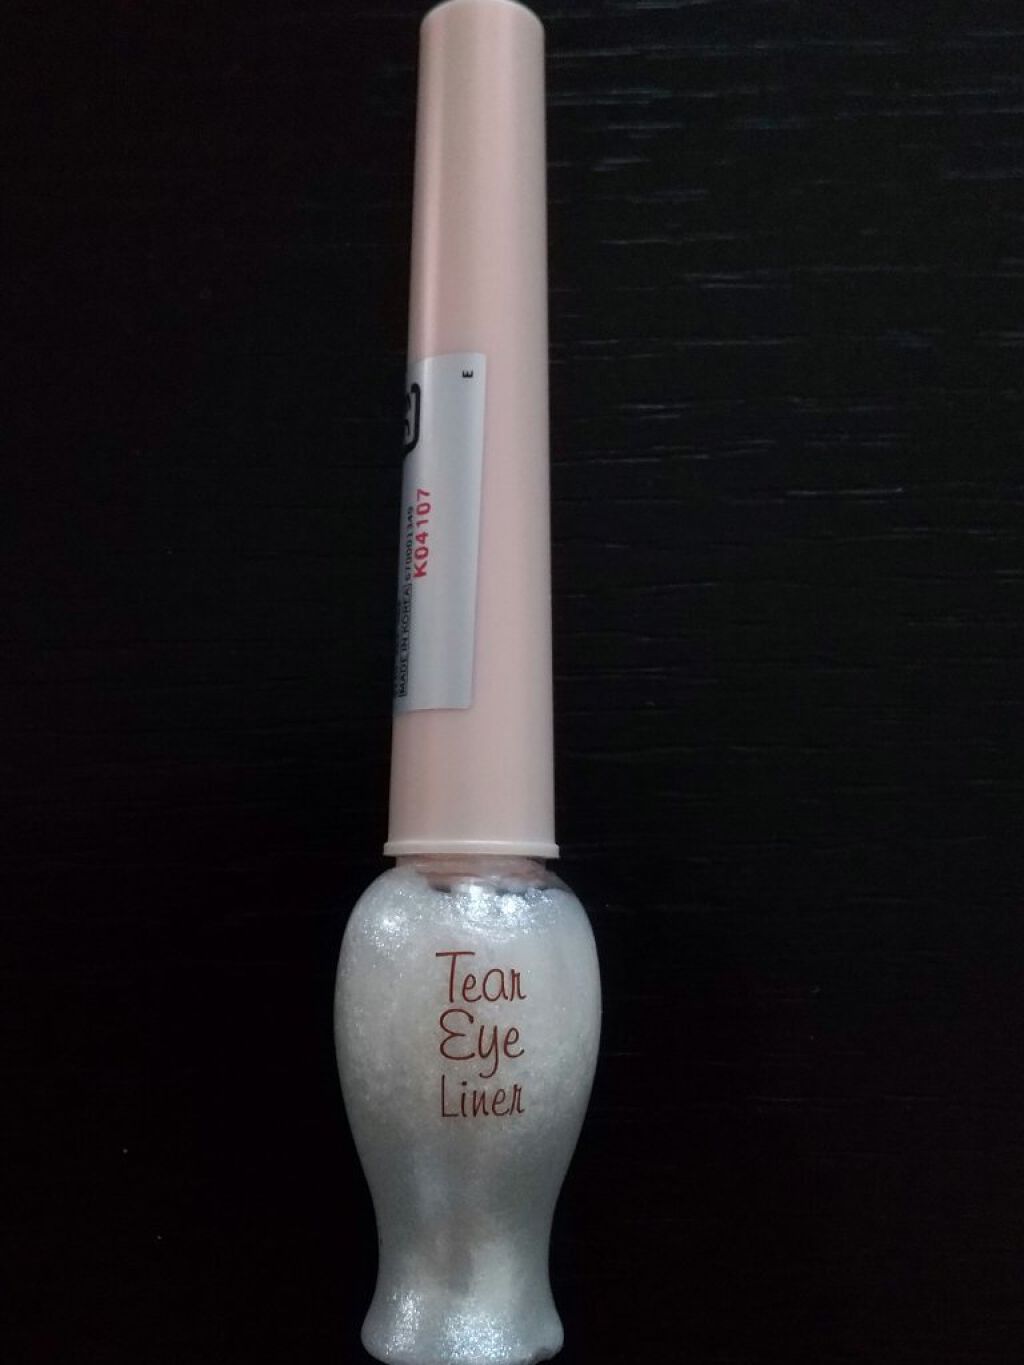 E
K04107
MADE IN KOREA
Tear
Eye
Liner